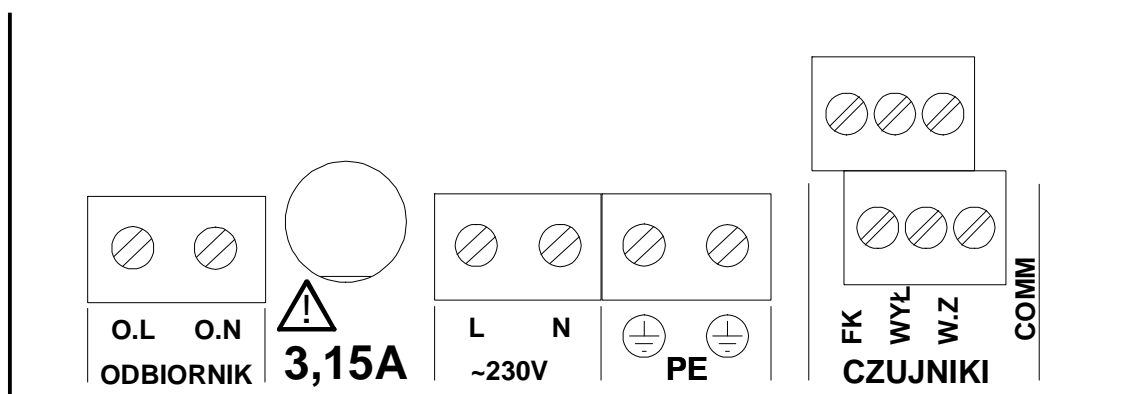 O.L O.N
ODBIORNIK
!
3,15A
L N
~230V
PE
FK
WYŁ
W.Z
COMM
CZUJNIKI